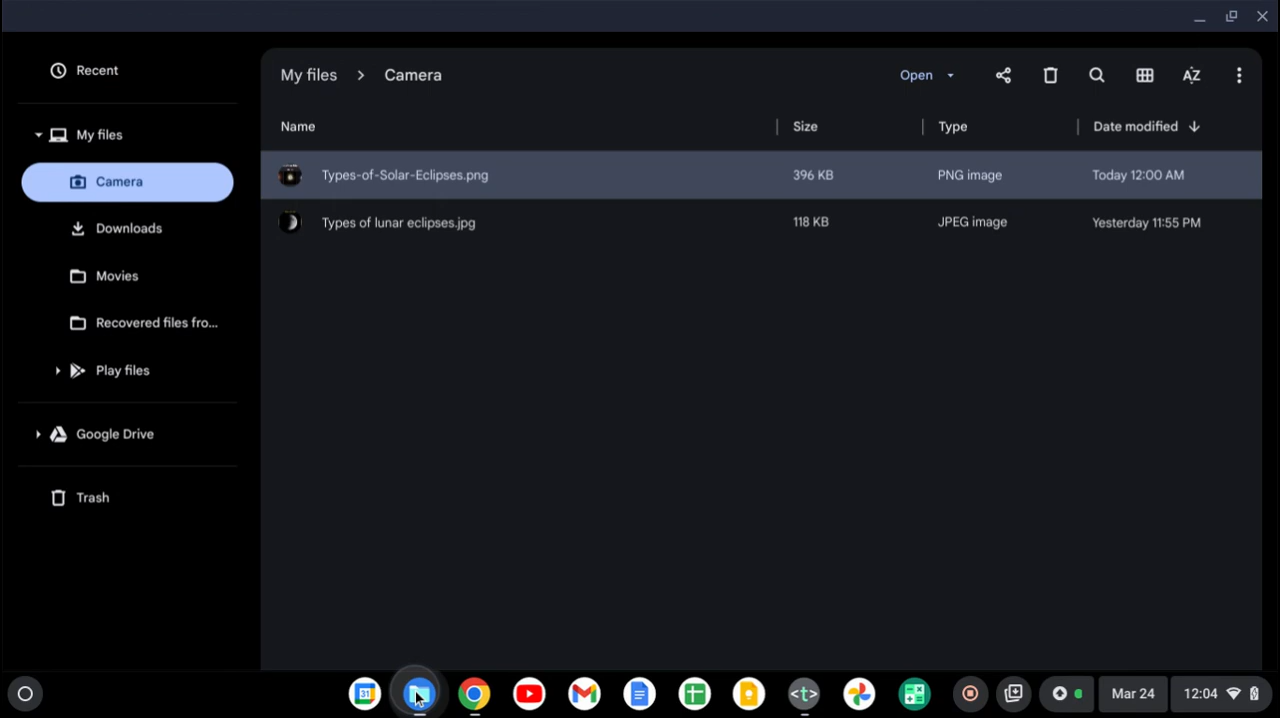 Recent
My files
Camera
Downloads
Movies
Recovered files fro...
Play files
Google Drive
Trash
My files > Camera
Open
AZ
Name Size Type Date modified
Types-of-Solar-Eclipses.png 396 KB PNG image Today 12:00 AM
Types of lunar eclipses.jpg 118 KB JPEG image Yesterday 11:55 PM
31
<t>
Mar 24
12:04